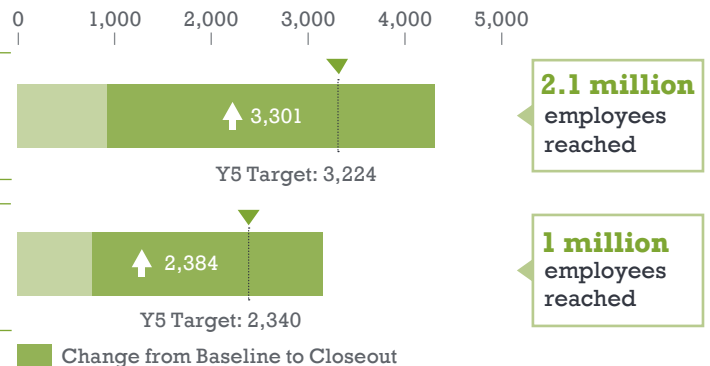 0 1,000 2,000 3,000 4,000 5,000
3,301
Y5 Target: 3,224
2.1 million
employees
reached
2,384
Y5 Target: 2,340
1 million
employees
reached
Change from Baseline to Closeout